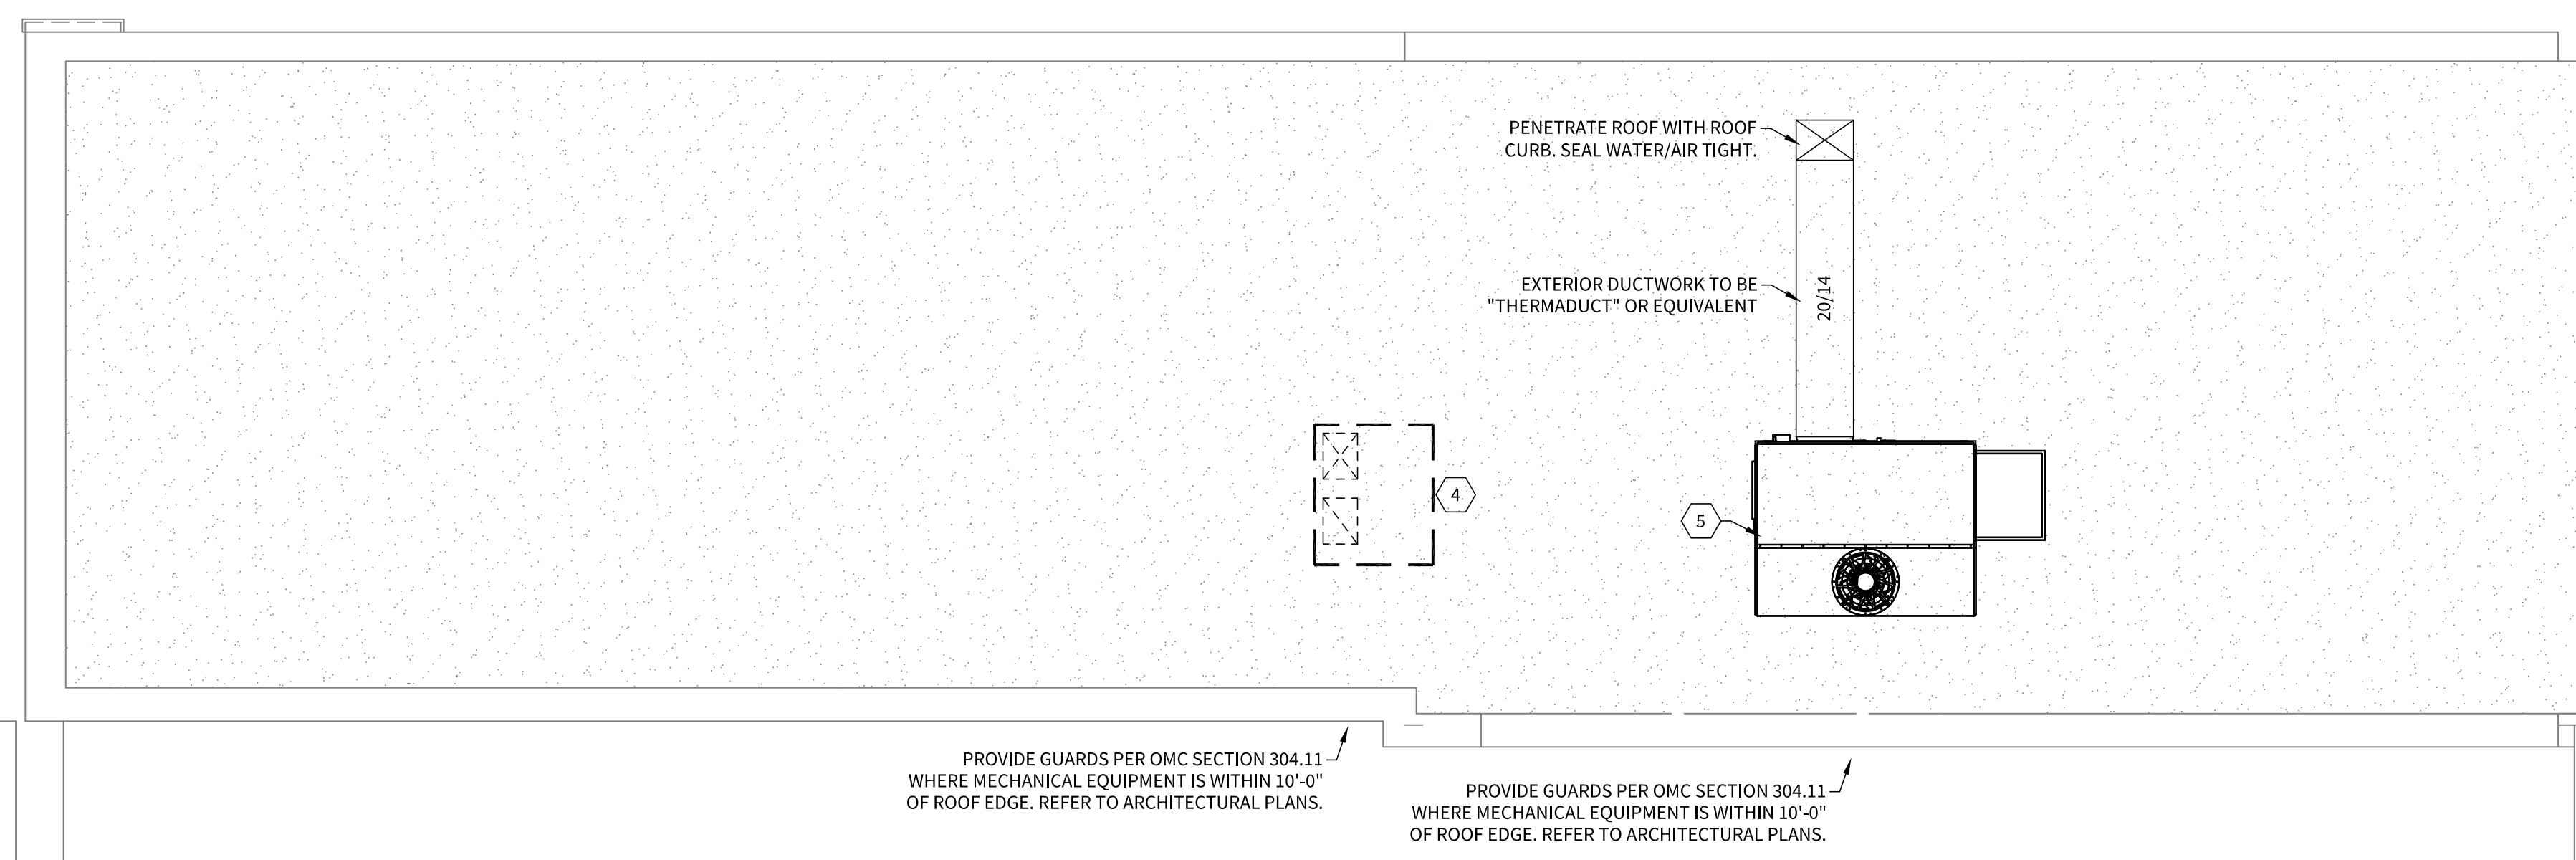 PENETRATE ROOF WITH ROOF
CURB. SEAL WATER/AIR TIGHT.
EXTERIOR DUCTWORK TO BE
"THERMADUCT" OR EQUIVALENT
20/14
4
5
PROVIDE GUARDS PER OMC SECTION 304.11
WHERE MECHANICAL EQUIPMENT IS WITHIN 10'-0"
OF ROOF EDGE. REFER TO ARCHITECTURAL PLANS.
PROVIDE GUARDS PER OMC SECTION 304.11
WHERE MECHANICAL EQUIPMENT IS WITHIN 10'-0"
OF ROOF EDGE. REFER TO ARCHITECTURAL PLANS.